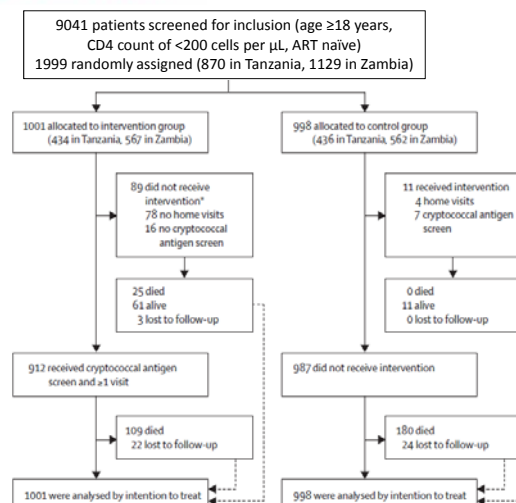 9041 patients screened for inclusion (age ≥18 years,
CD4 count of <200 cells per µL, ART naïve)
1999 randomly assigned (870 in Tanzania, 1129 in Zambia)
1001 allocated to intervention group
(434 in Tanzania, 567 in Zambia)
998 allocated to control group
(436 in Tanzania, 562 in Zambia)
89 did not receive
intervention*
78 no home visits
16 no cryptococcal
antigen screen
11 received intervention
4 home visits
7 cryptococcal antigen
screen
25 died
61 alive
3 lost to follow-up
0 died
11 alive
0 lost to follow-up
912 received cryptococcal antigen
screen and ≥1 visit
987 did not receive intervention
109 died
22 lost to follow-up
180 died
24 lost to follow-up
1001 were analysed by intention to treat
998 were analysed by intention to treat